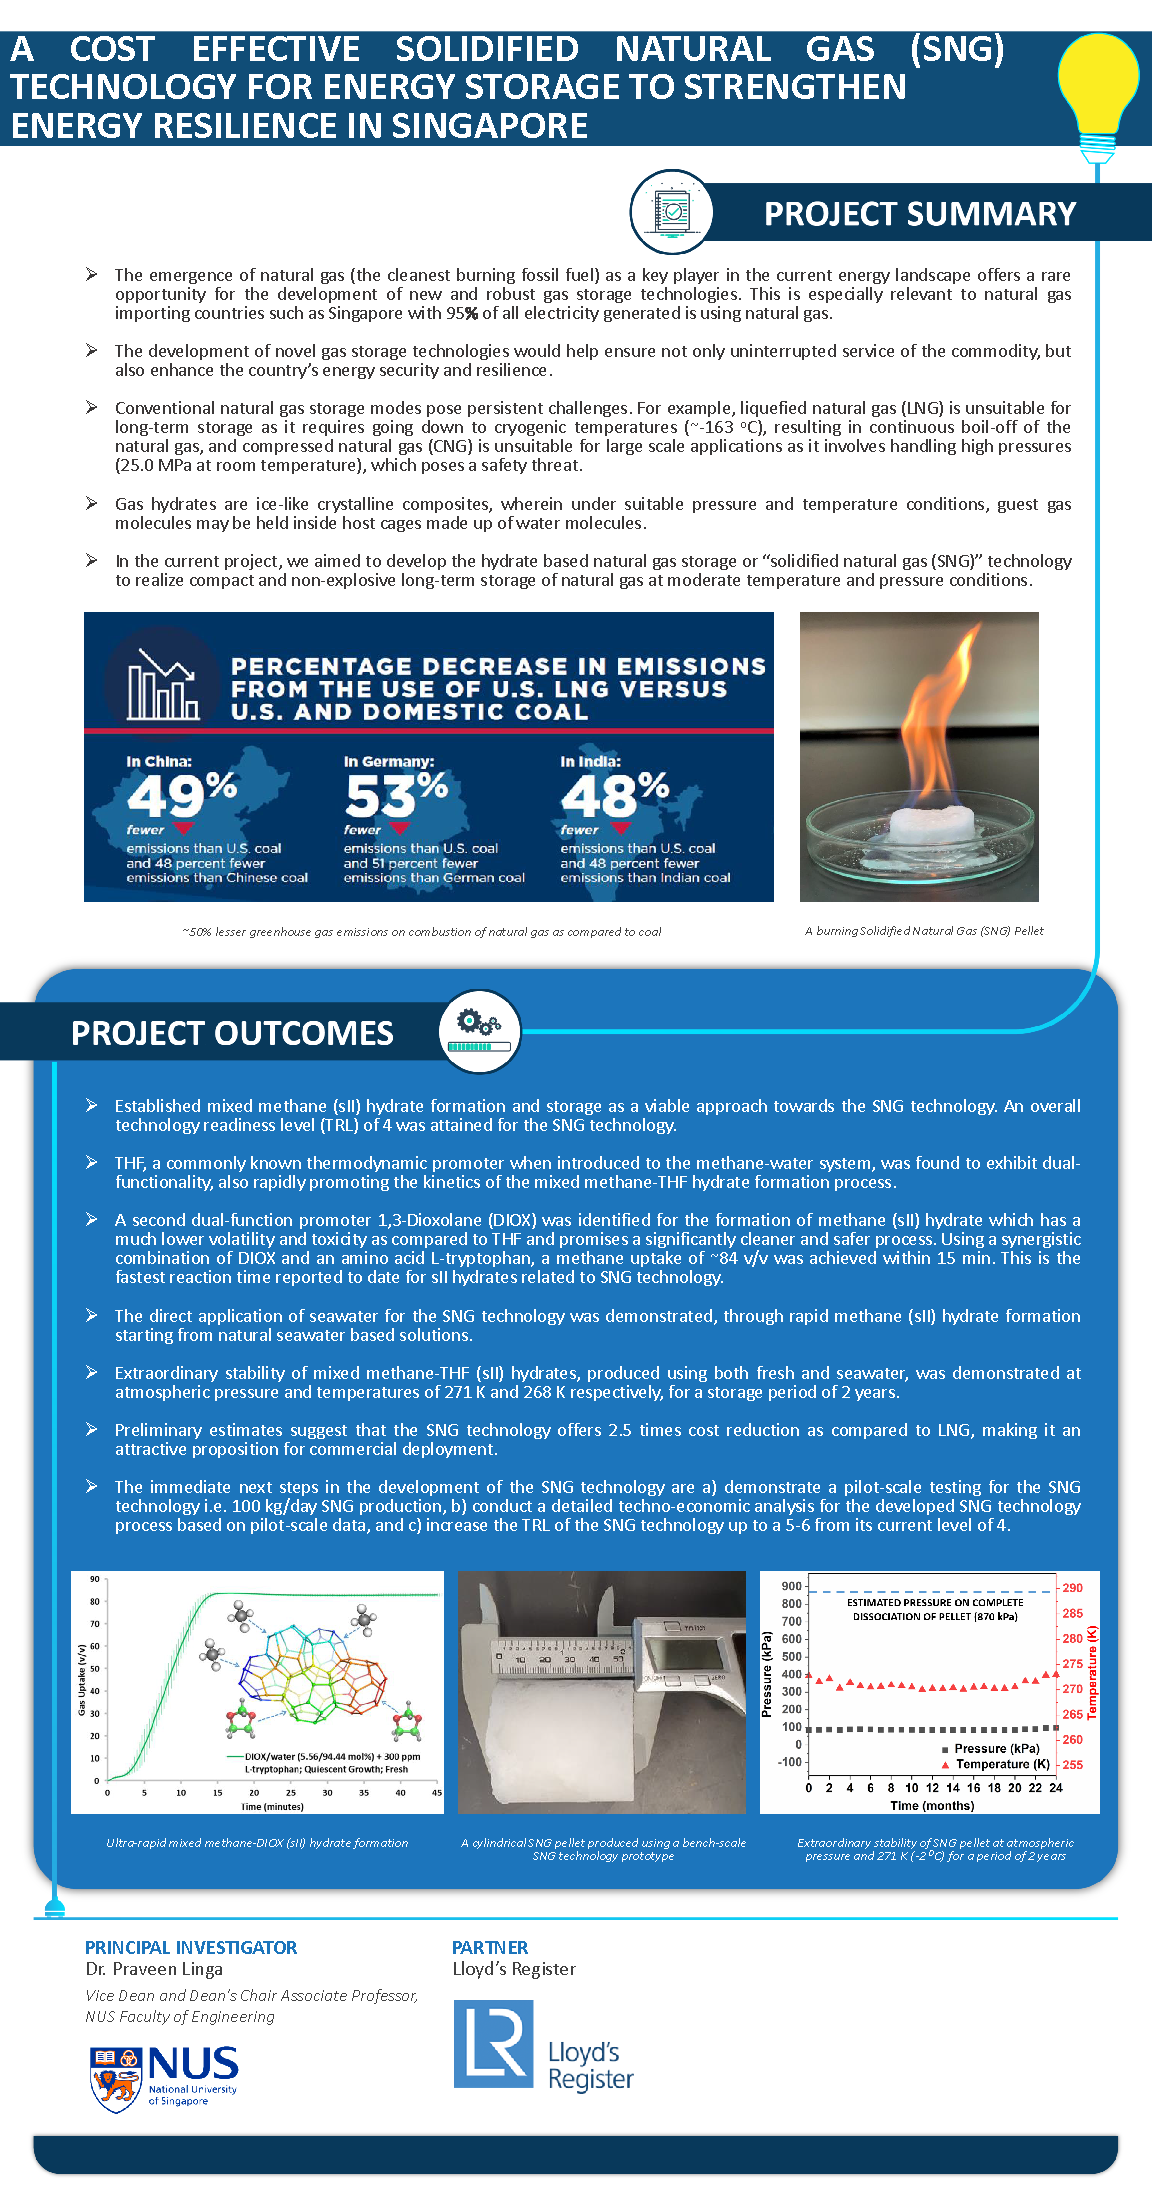 A COST EFFECTIVE SOLIDIFIED NATURAL GAS (SNG)
TECHNOLOGY FOR ENERGY STORAGE TO STRENGTHEN
ENERGY RESILIENCE IN SINGAPORE
PROJECT SUMMARY
➢ The emergence of natural gas (the cleanest burning fossil fuel) as a key player in the current energy landscape offers a rare
opportunity for the development of new and robust gas storage technologies. This is especially relevant to natural gas
importing countries such as Singapore with 95% of all electricity generated is using natural gas.
➢ The development of novel gas storage technologies would help ensure not only uninterrupted service of the commodity, but
also enhance the country's energy security and resilience.
➢ Conventional natural gas storage modes pose persistent challenges. For example, liquefied natural gas (LNG) is unsuitable for
long-term storage as it requires going down to cryogenic temperatures (~-163 °C), resulting in continuous boil-off of the
natural gas, and compressed natural gas (CNG) is unsuitable for large scale applications as it involves handling high pressures
(25.0 MPa at room temperature), which poses a safety threat.
➢ Gas hydrates are ice-like crystalline composites, wherein under suitable pressure and temperature conditions, guest gas
molecules may be held inside host cages made up of water molecules.
➢ In the current project, we aimed to develop the hydrate based natural gas storage or “solidified natural gas (SNG)” technology
to realize compact and non-explosive long-term storage of natural gas at moderate temperature and pressure conditions.
PERCENTAGE DECREASE IN EMISSIONS
FROM THE USE OF U.S. LNG VERSUS
U.S. AND DOMESTIC COAL
In China:
49%
fewer
emissions than U.S. coal
and 48 percent fewer
emissions than Chinese coal
In Germany:
53%
fewer
emissions than U.S. coal
and 51 percent fewer
emissions than German coal
In India:
48%
fewer
emissions than U.S. coal
and 48 percent fewer
emissions than Indian coal
~50% lesser greenhouse gas emissions on combustion of natural gas as compared to coal
A burning Solidified Natural Gas (SNG) Pellet
PROJECT OUTCOMES
➢ Established mixed methane (sII) hydrate formation and storage as a viable approach towards the SNG technology. An overall
technology readiness level (TRL) of 4 was attained for the SNG technology.
➢ THF, a commonly known thermodynamic promoter when introduced to the methane-water system, was found to exhibit dual-
functionality, also rapidly promoting the kinetics of the mixed methane-THF hydrate formation process.
➢ A second dual-function promoter 1,3-Dioxolane (DIOX) was identified for the formation of methane (sII) hydrate which has a
much lower volatility and toxicity as compared to THF and promises a significantly cleaner and safer process. Using a synergistic
combination of DIOX and an amino acid L-tryptophan, a methane uptake of ~84 v/v was achieved within 15 min. This is the
fastest reaction time reported to date for sII hydrates related to SNG technology.
➢ The direct application of seawater for the SNG technology was demonstrated, through rapid methane (sII) hydrate formation
starting from natural seawater based solutions.
➢ Extraordinary stability of mixed methane-THF (sII) hydrates, produced using both fresh and seawater, was demonstrated at
atmospheric pressure and temperatures of 271 K and 268 K respectively, for a storage period of 2 years.
➢ Preliminary estimates suggest that the SNG technology offers 2.5 times cost reduction as compared to LNG, making it an
attractive proposition for commercial deployment.
➢ The immediate next steps in the development of the SNG technology are a) demonstrate a pilot-scale testing for the SNG
technology i.e. 100 kg/day SNG production, b) conduct a detailed techno-economic analysis for the developed SNG technology
process based on pilot-scale data, and c) increase the TRL of the SNG technology up to a 5-6 from its current level of 4.
90
80
70
60
50
40
30
20
10
0
Gas Uptake (v/v)
DIOX/water (5.56/94.44 mol%) + 300 ppm
L-tryptophan; Quiescent Growth; Fresh
0 5 10 15 20 25 30 35 40 45
Time (minutes)
0 10 20 30 40 50
ZERO
900
800
700
600
500
400
300
200
100
0
-100
Pressure (kPa)
ESTIMATED PRESSURE ON COMPLETE
DISSOCIATION OF PELLET (870 kPa)
Pressure (kPa)
Temperature (K)
290
285
280
275
270
265
260
255
Temperature (K)
0 2 4 6 8 10 12 14 16 18 20 22 24
Time (months)
Ultra-rapid mixed methane-DIOX (sII) hydrate formation
A cylindrical SNG pellet produced using a bench-scale
SNG technology prototype
Extraordinary stability of SNG pellet at atmospheric
pressure and 271 K (-2 ⁰C) for a period of 2 years
PRINCIPAL INVESTIGATOR
Dr. Praveen Linga
Vice Dean and Dean's Chair Associate Professor,
NUS Faculty of Engineering
NUS
National University
of Singapore
PARTNER
Lloyd's Register
LR
Lloyd's
Register